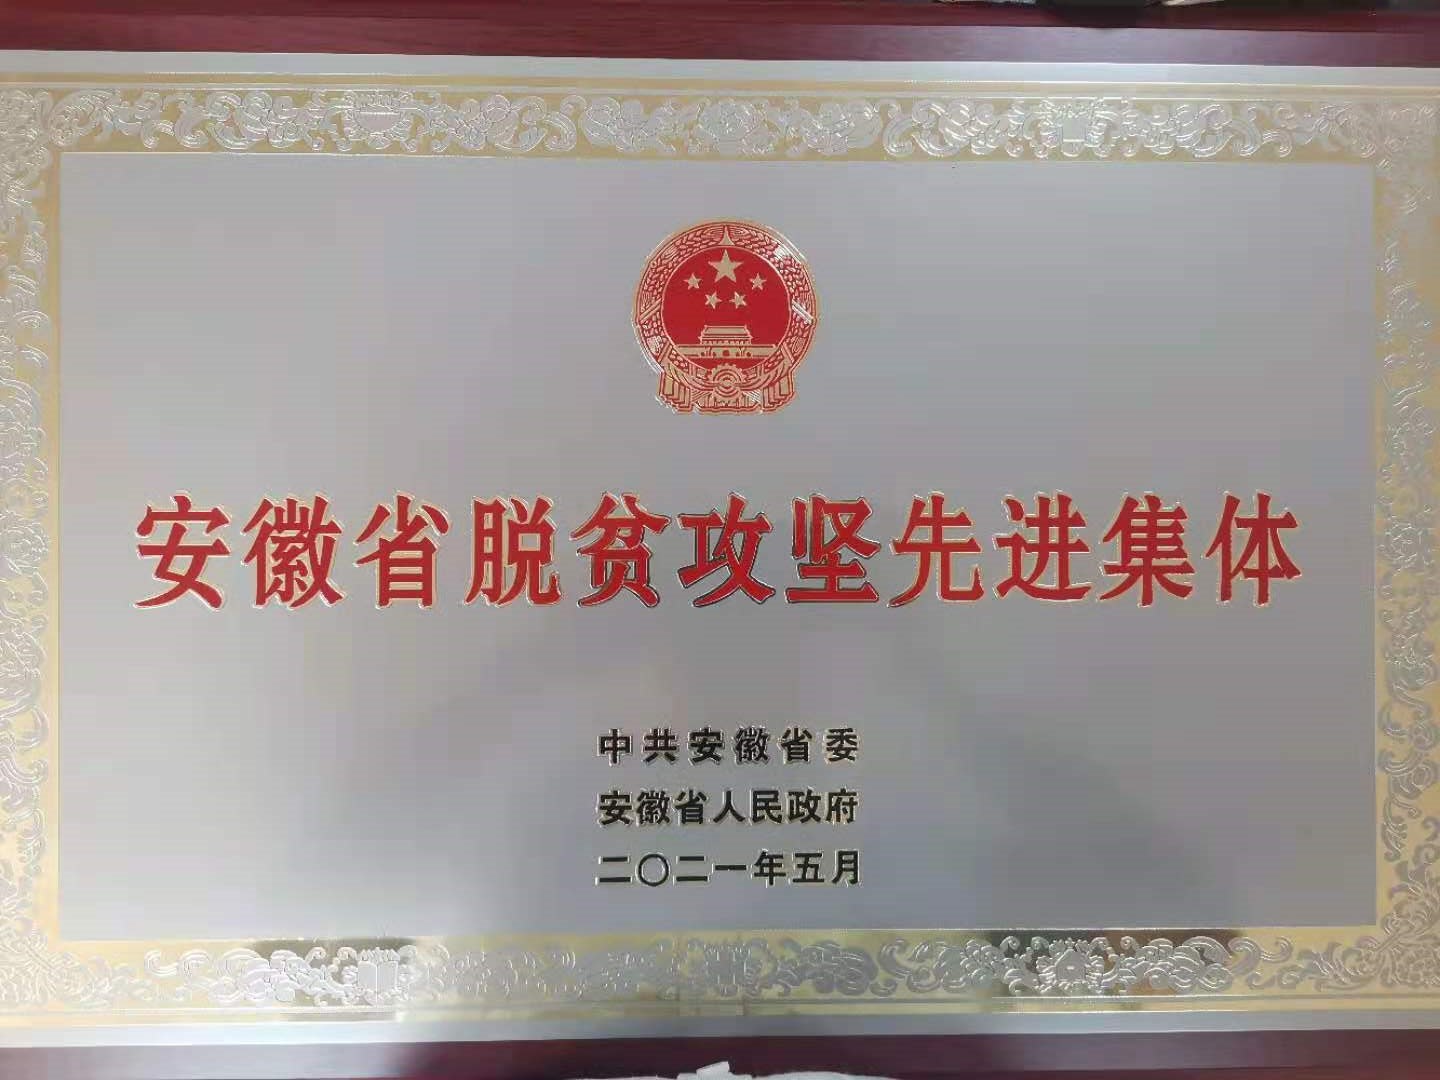 安徽省脱贫攻坚先进集体
中共安徽省委
安徽省人民政府
二〇二一年五月